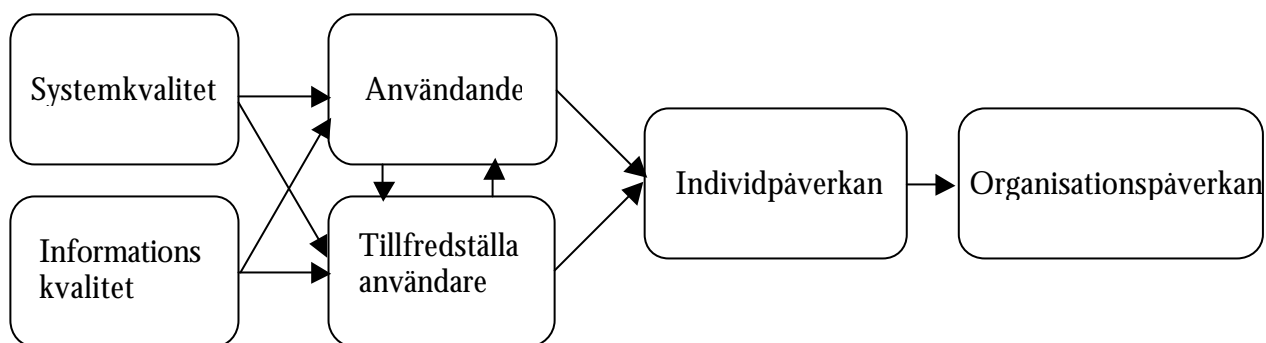 Systemkvalitet
Användande
Informations
kvalitet
Tillfredställa
användare
Individpåverkan
Organisationspåverkan